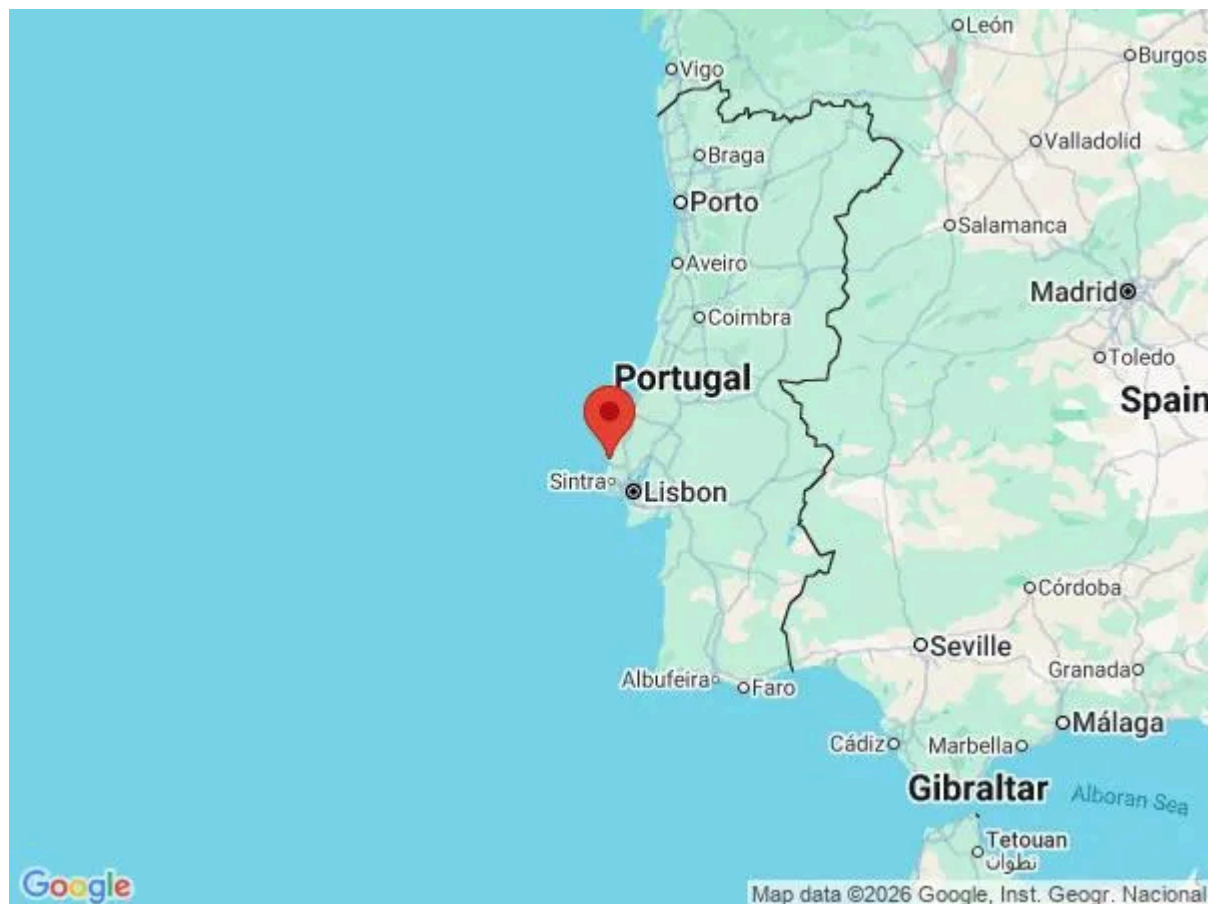 León
Burgos
Vigo
Valladolid
Braga
Porto
Salamanca
Aveiro
Madrid
Coimbra
Toledo
Portugal
Spain
Sintra
Lisbon
Córdoba
Seville
Granada
Albufeira
Faro
Málaga
Cádiz
Marbella
Gibraltar
Alboran Sea
Tetouan
تطوان
Google
Map data ©2026 Google, Inst. Geogr. Nacional